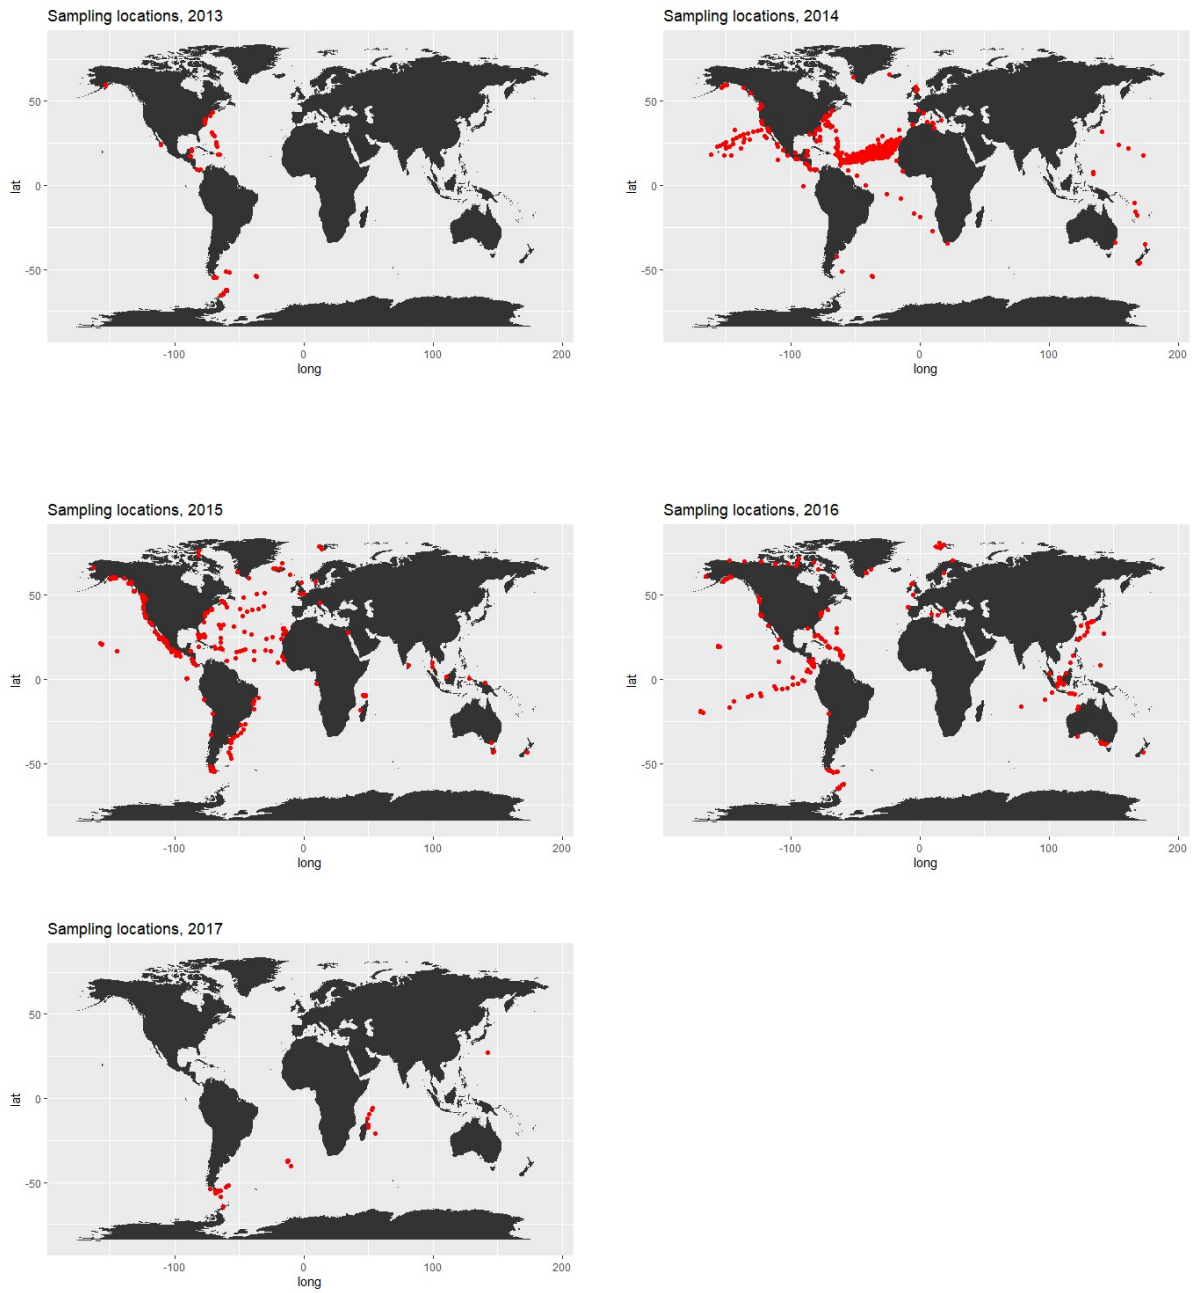 Sampling locations, 2013
50
0
-50
lat
-100 0 100 200
long
Sampling locations, 2014
50
0
-50
lat
-100 0 100 200
long
Sampling locations, 2015
50
0
-50
lat
-100 0 100 200
long
Sampling locations, 2016
50
0
-50
lat
-100 0 100 200
long
Sampling locations, 2017
50
0
-50
lat
-100 0 100 200
long